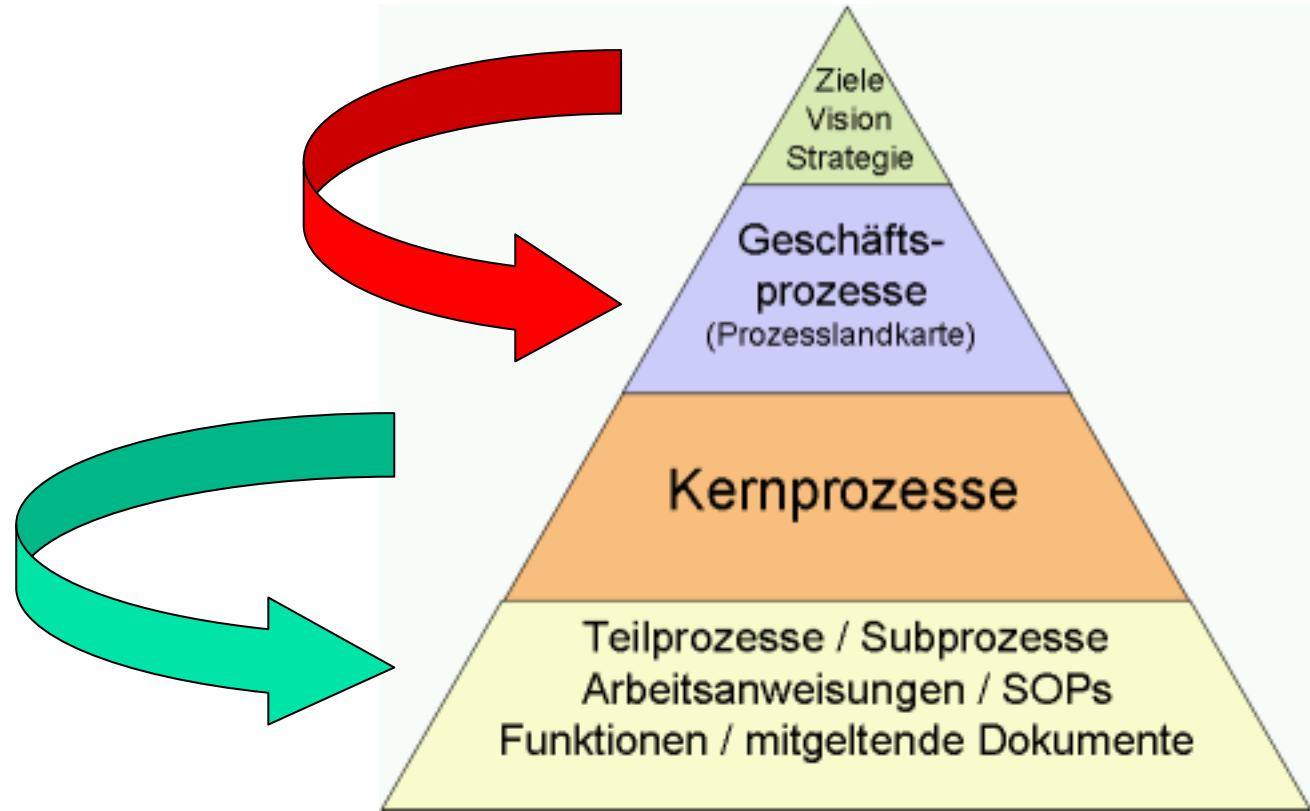 Ziele
Vision
Strategie
Geschäfts-
prozesse
(Prozesslandkarte)
Kernprozesse
Teilprozesse / Subprozesse
Arbeitsanweisungen / SOPs
Funktionen / mitgeltende Dokumente